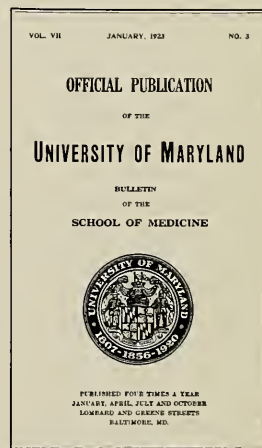 VOL. VII JANUARY, 1923 NO. 3
OFFICIAL PUBLICATION
OF THE
UNIVERSITY OF MARYLAND
BULLETIN
OF THE
SCHOOL OF MEDICINE
UNIVERSITY OF MARYLAND
1807-1856-1920
PUBLISHED FOUR TIMES A YEAR
JANUARY, APRIL, JULY AND OCTOBER
LOMBARD AND GREENE STREETS
BALTIMORE, MD.